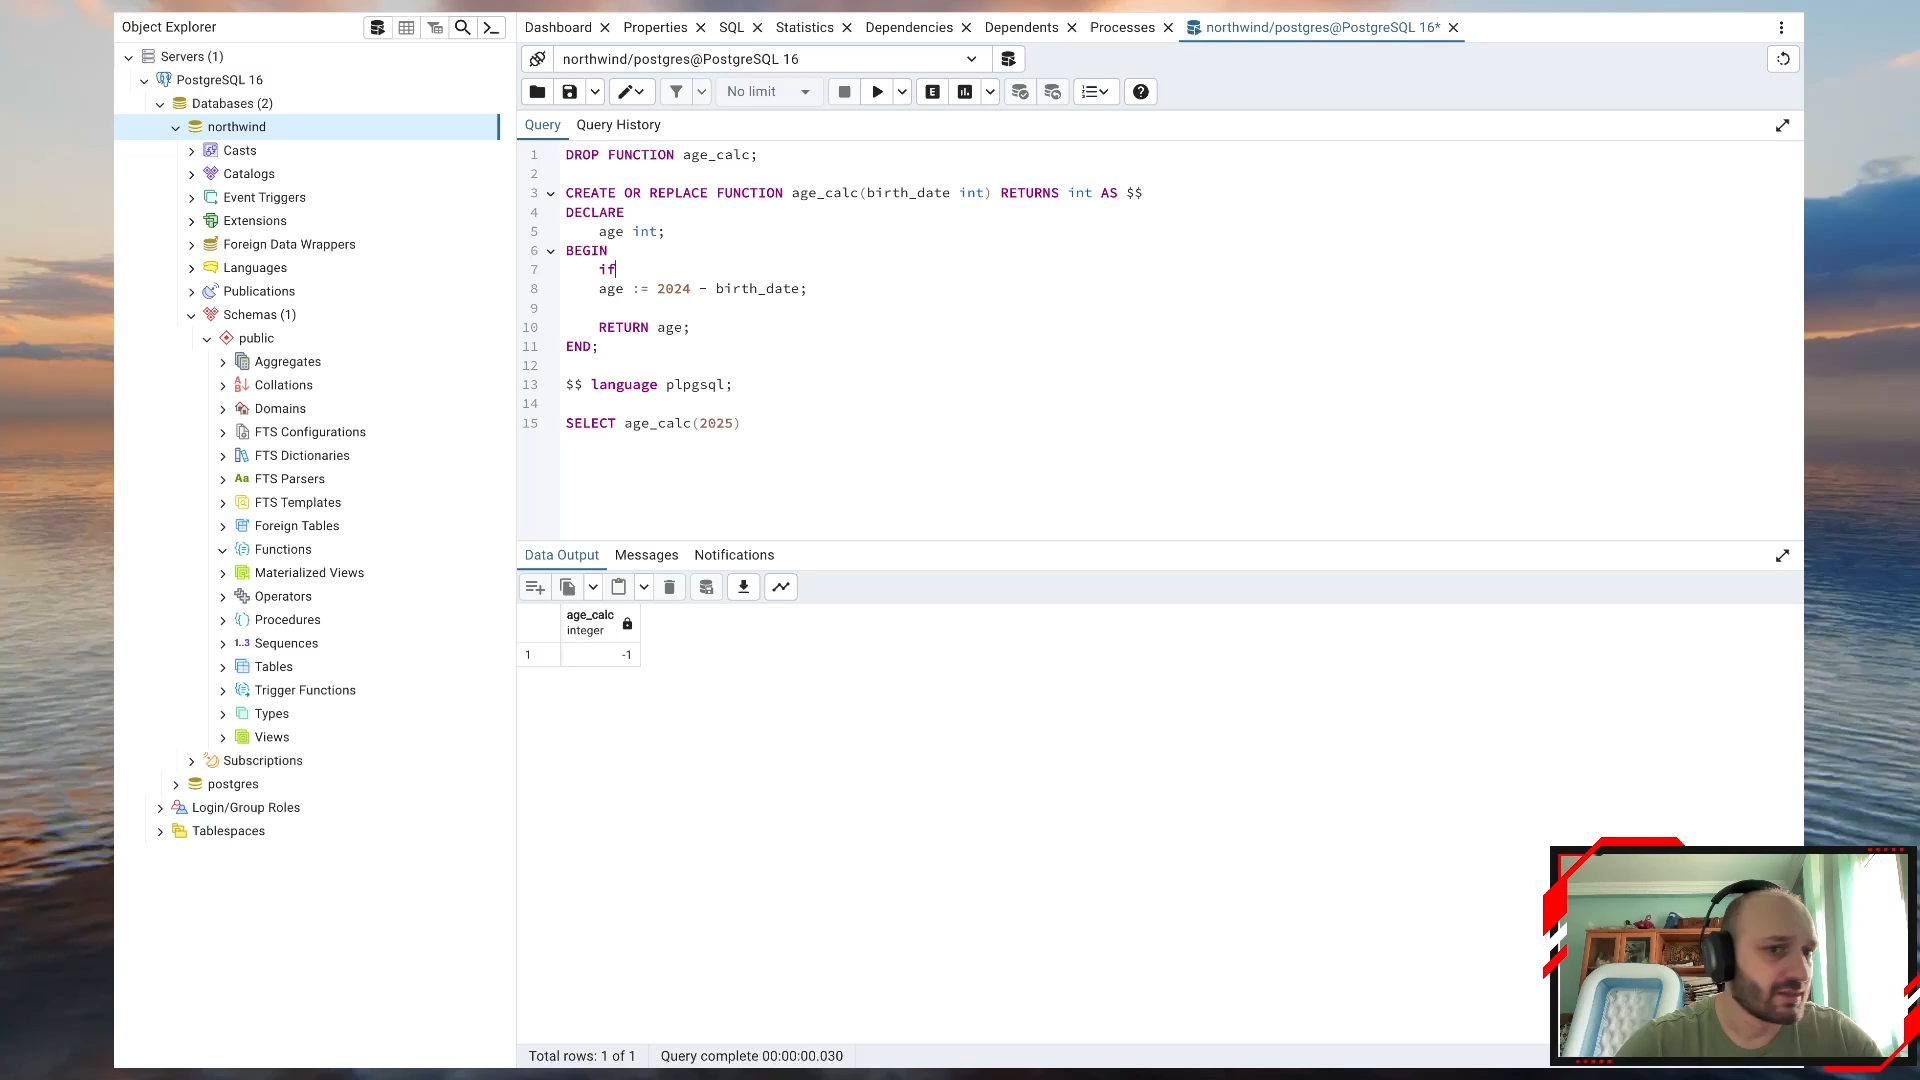 Object Explorer
Dashboard
Properties
SQL
Statistics
Dependencies
Dependents
Processes
northwind/postgres@PostgreSQL 16*
Servers (1)
PostgreSQL 16
Databases (2)
northwind
Casts
Catalogs
Event Triggers
Extensions
Foreign Data Wrappers
Languages
Publications
Schemas (1)
public
Aggregates
Collations
Domains
FTS Configurations
FTS Dictionaries
Aa FTS Parsers
FTS Templates
Foreign Tables
Functions
Materialized Views
Operators
Procedures
1..3 Sequences
Tables
Trigger Functions
Types
Views
Subscriptions
postgres
Login/Group Roles
Tablespaces
northwind/postgres@PostgreSQL 16
No limit
E
Query
Query History
1 DROP FUNCTION age_calc;
2
3 CREATE OR REPLACE FUNCTION age_calc(birth_date int) RETURNS int AS $$
4 DECLARE
5 age int;
6 BEGIN
7 if
8 age := 2024 - birth_date;
9
10 RETURN age;
11 END;
12
13 $$ language plpgsql;
14
15 SELECT age_calc(2025)
Data Output
Messages
Notifications
age_calc
integer
1 -1
Total rows: 1 of 1
Query complete 00:00:00.030